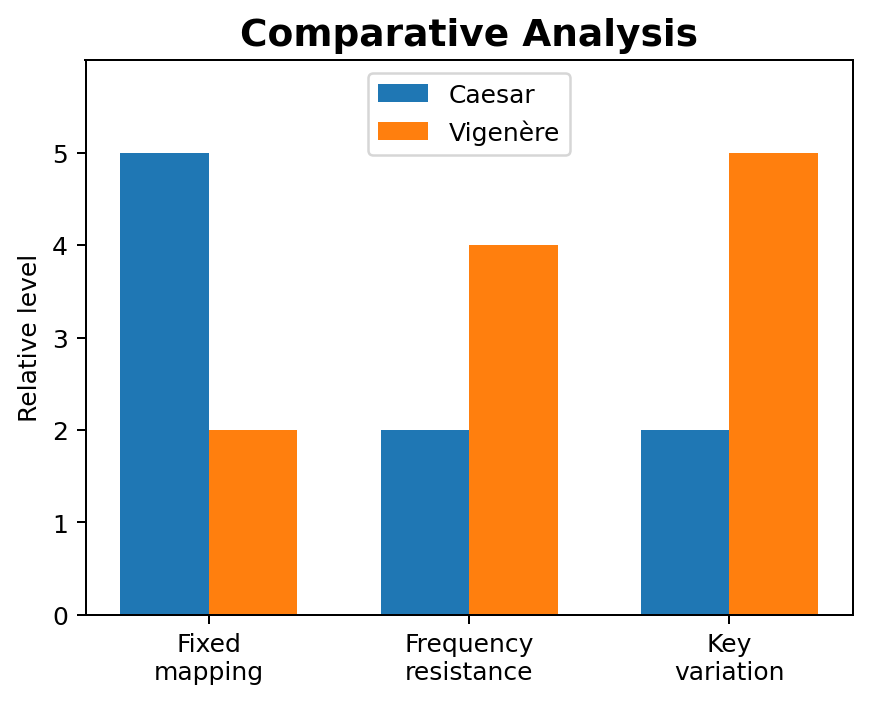 Comparative Analysis
Caesar
Vigenère
Relative level
5
4
3
2
1
0
Fixed
mapping
Frequency
resistance
Key
variation